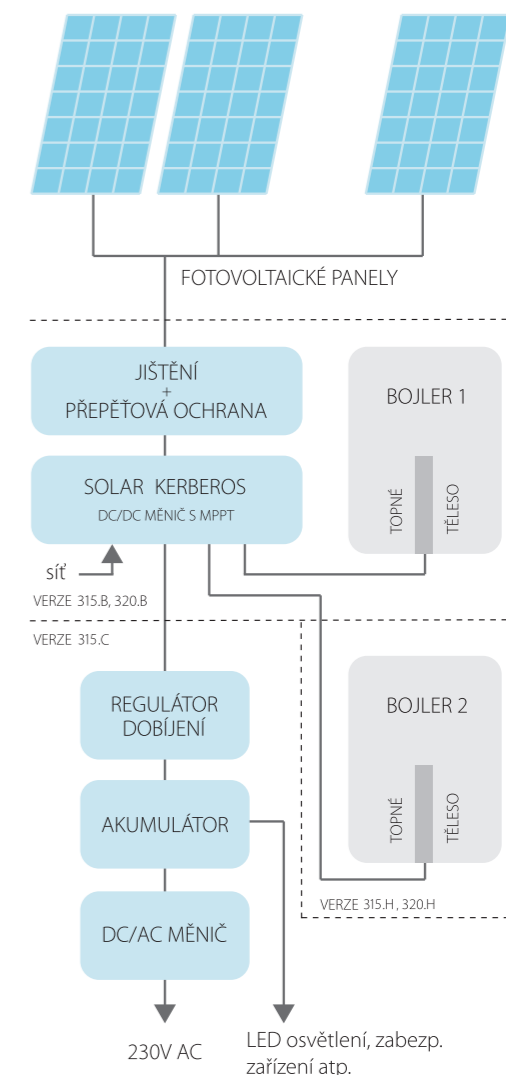 FOTOVOLTAICKÉ PANELY
JIŠTĚNÍ
+
PŘEPĚŤOVÁ OCHRANA
BOJLER 1
TOPNÉ
TĚLESO
SOLAR KERBEROS
DC/DC MĚNIČ S MPPT
síť
VERZE 315.B, 320.B
VERZE 315.C
REGULÁTOR
DOBÍJENÍ
BOJLER 2
TOPNÉ
TĚLESO
AKUMULÁTOR
VERZE 315.H, 320.H
DC/AC MĚNIČ
230V AC
LED osvětlení, zabezp.
zařízení atp.